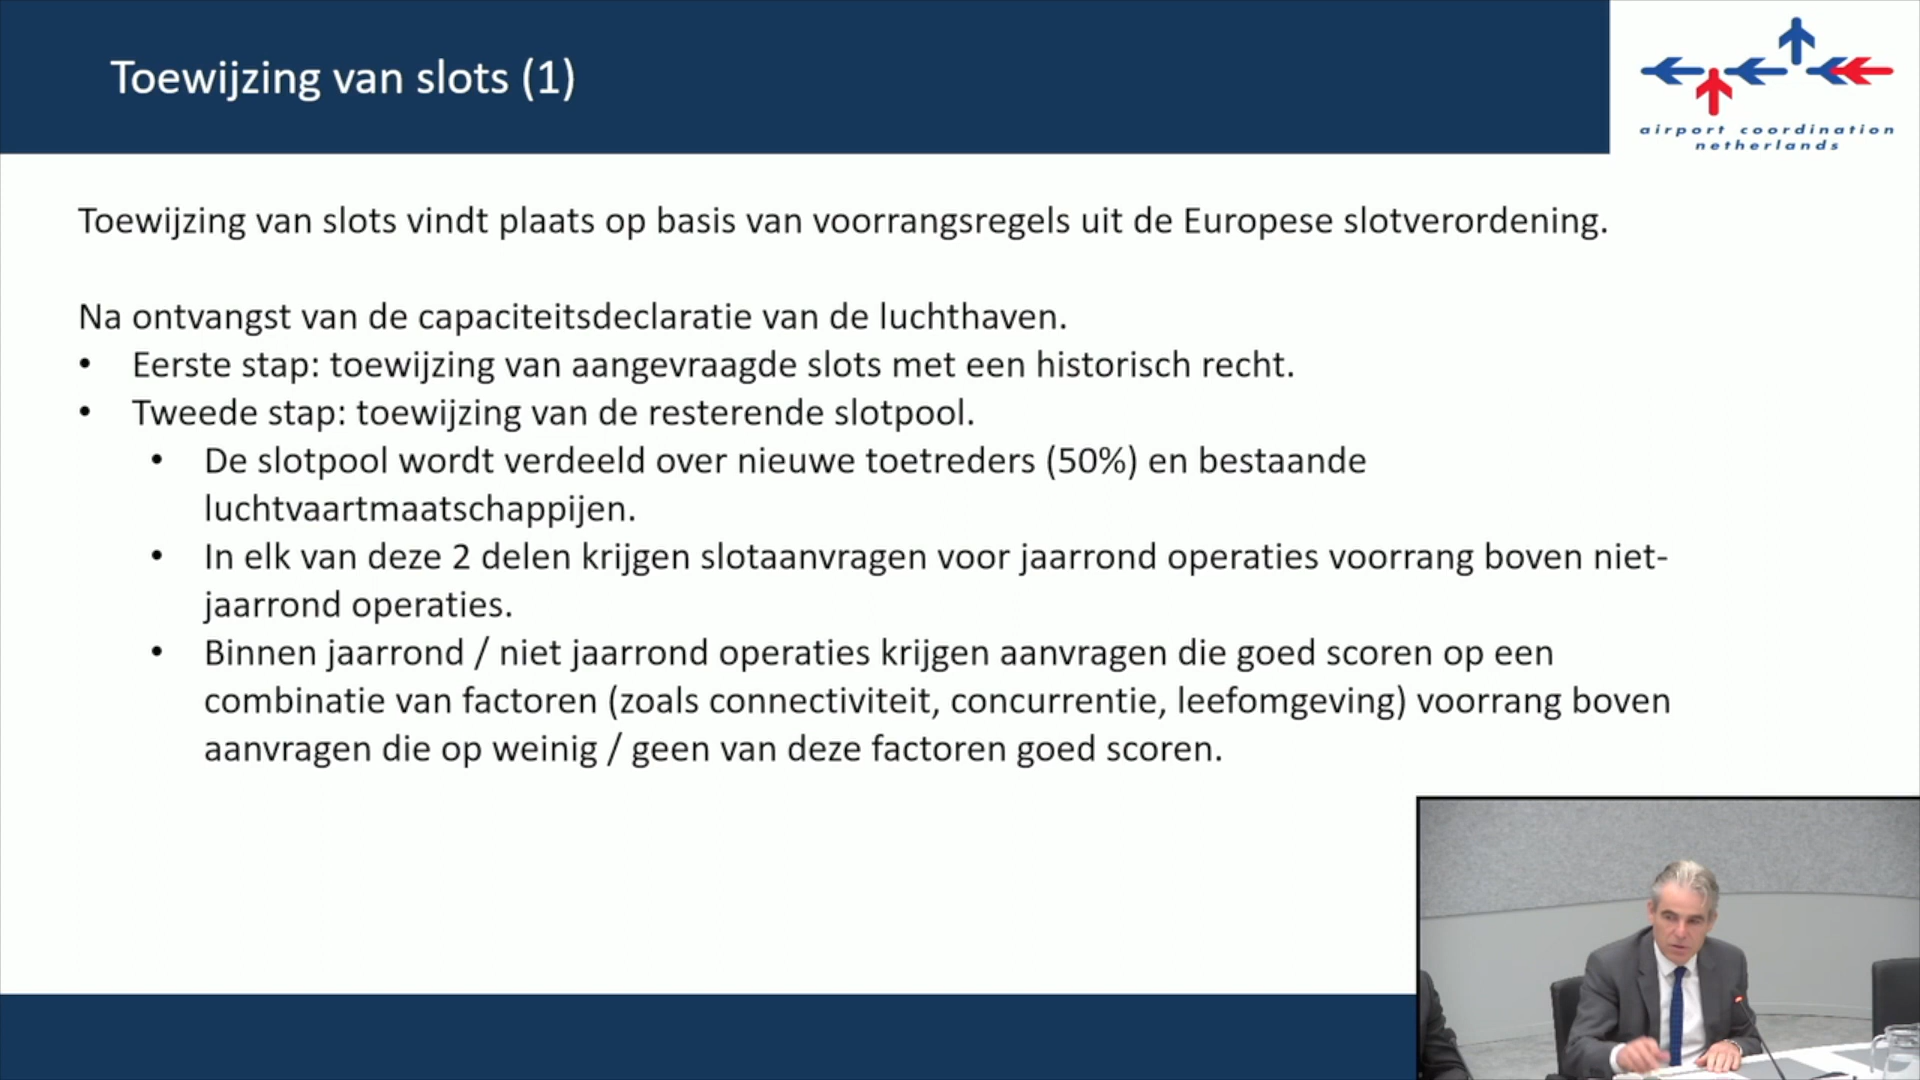 Toewijzing van slots (1)
airport coordination
netherlands
Toewijzing van slots vindt plaats op basis van voorrangsregels uit de Europese slotverordening.
Na ontvangst van de capaciteitsdeclaratie van de luchthaven.
• Eerste stap: toewijzing van aangevraagde slots met een historisch recht.
• Tweede stap: toewijzing van de resterende slotpool.
• De slotpool wordt verdeeld over nieuwe toetreders (50%) en bestaande
luchtvaartmaatschappijen.
• In elk van deze 2 delen krijgen slotaanvragen voor jaarrond operaties voorrang boven niet-
jaarrond operaties.
• Binnen jaarrond / niet jaarrond operaties krijgen aanvragen die goed scoren op een
combinatie van factoren (zoals connectiviteit, concurrentie, leefomgeving) voorrang boven
aanvragen die op weinig / geen van deze factoren goed scoren.